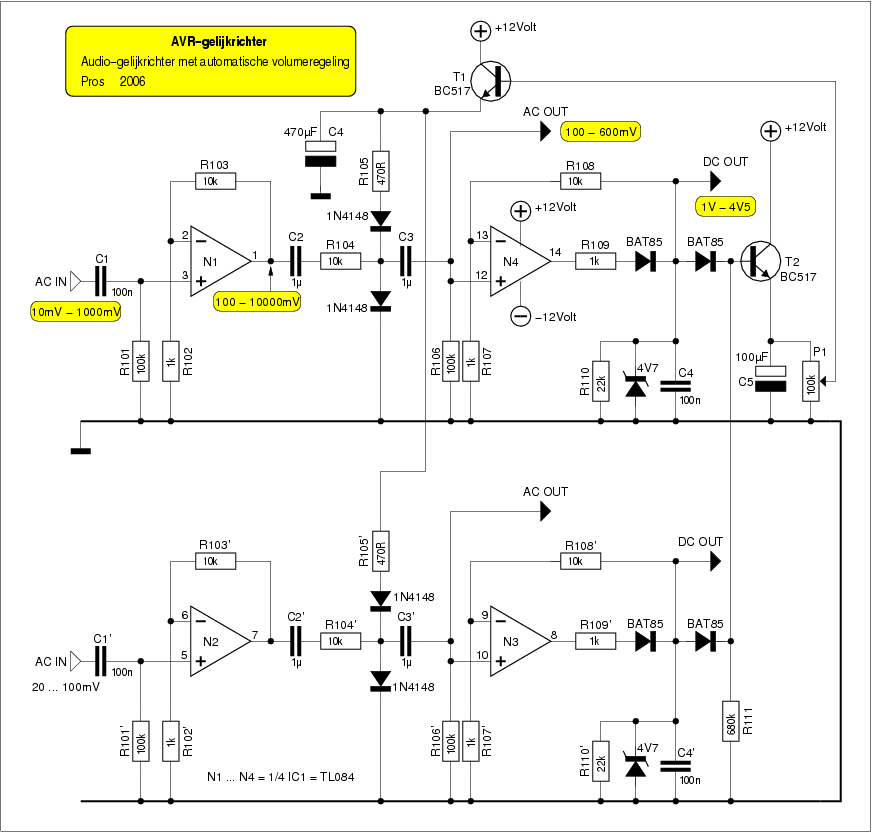 AVR–gelijkrichter
Audio–gelijkrichter met automatische volumeregeling
Pros 2006
+12Volt
T1
BC517
AC OUT
100 – 600mV
+12Volt
470µF C4
R105
470R
R103
10k
R108
10k
DC OUT
1V – 4V5
1N4148
+12Volt
2
N1
1
3
C1
100n
AC IN
10mV – 1000mV
C2
1µ
R104
10k
C3
1µ
100 – 10000mV
1N4148
13
N4
14
12
R109
1k
BAT85
BAT85
T2
BC517
–12Volt
R101
100k
R102
1k
R106
100k
R107
1k
R110
22k
4V7
C4
100n
100µF
C5
P1
100k
AC OUT
R105'
470R
R103'
10k
R108'
10k
DC OUT
1N4148
6
N2
7
5
C1'
100n
AC IN
20 ... 100mV
C2'
1µ
R104'
10k
C3'
1µ
1N4148
9
N3
8
10
R109'
1k
BAT85
BAT85
R101'
100k
R102'
1k
R106'
100k
R107'
1k
R110'
22k
4V7
C4'
100n
R111
680k
N1 ... N4 = 1/4 IC1 = TL084